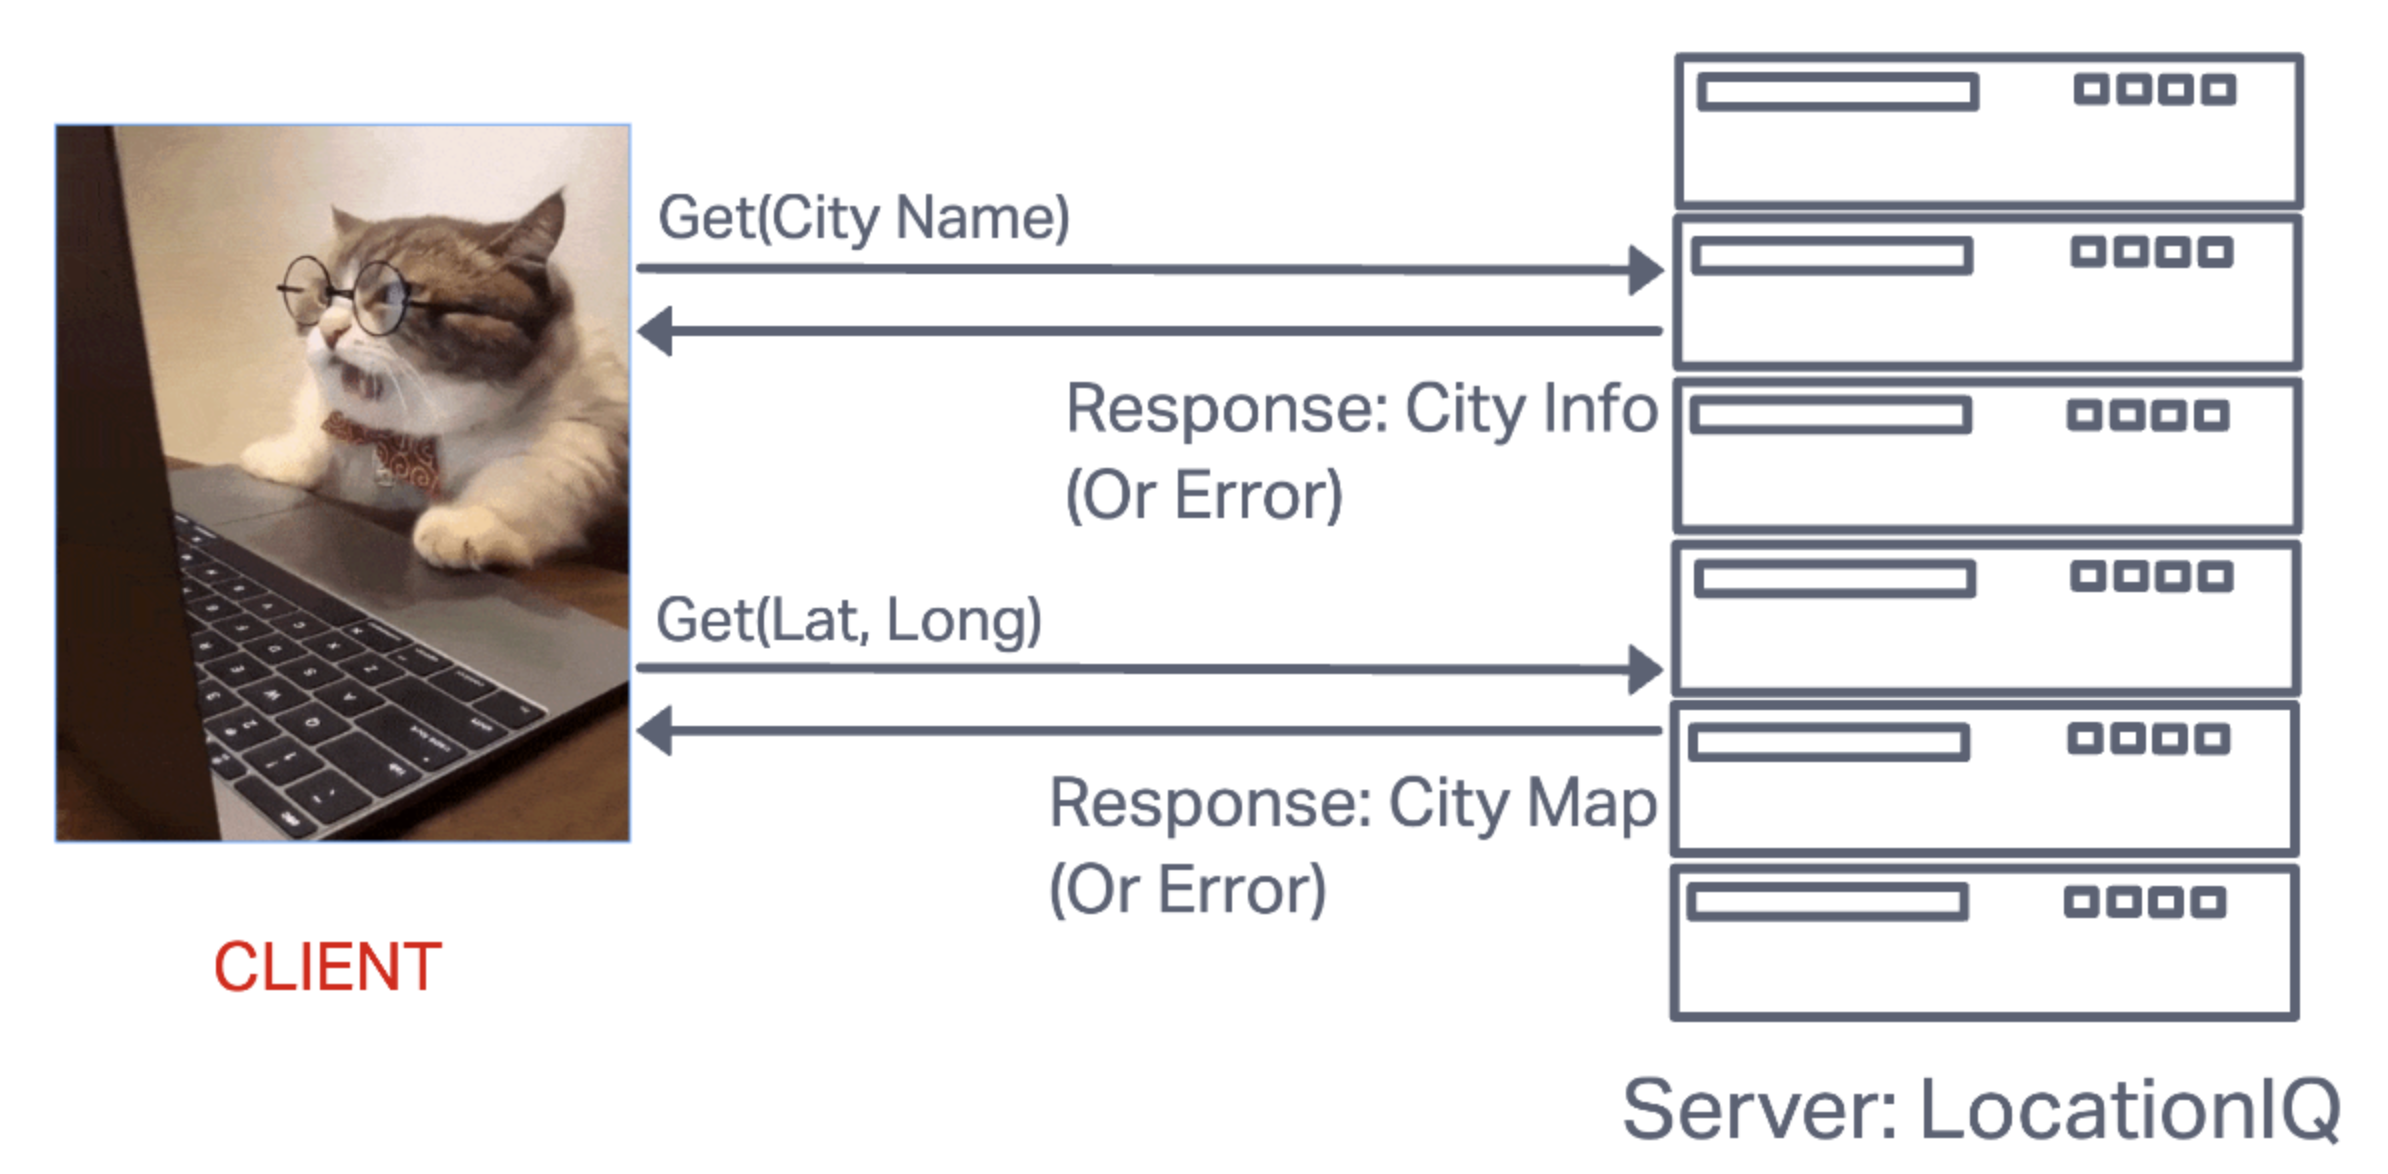 Get(City Name)
Response: City Info
(Or Error)
Get(Lat, Long)
Response: City Map
(Or Error)
CLIENT
Server: LocationIQ